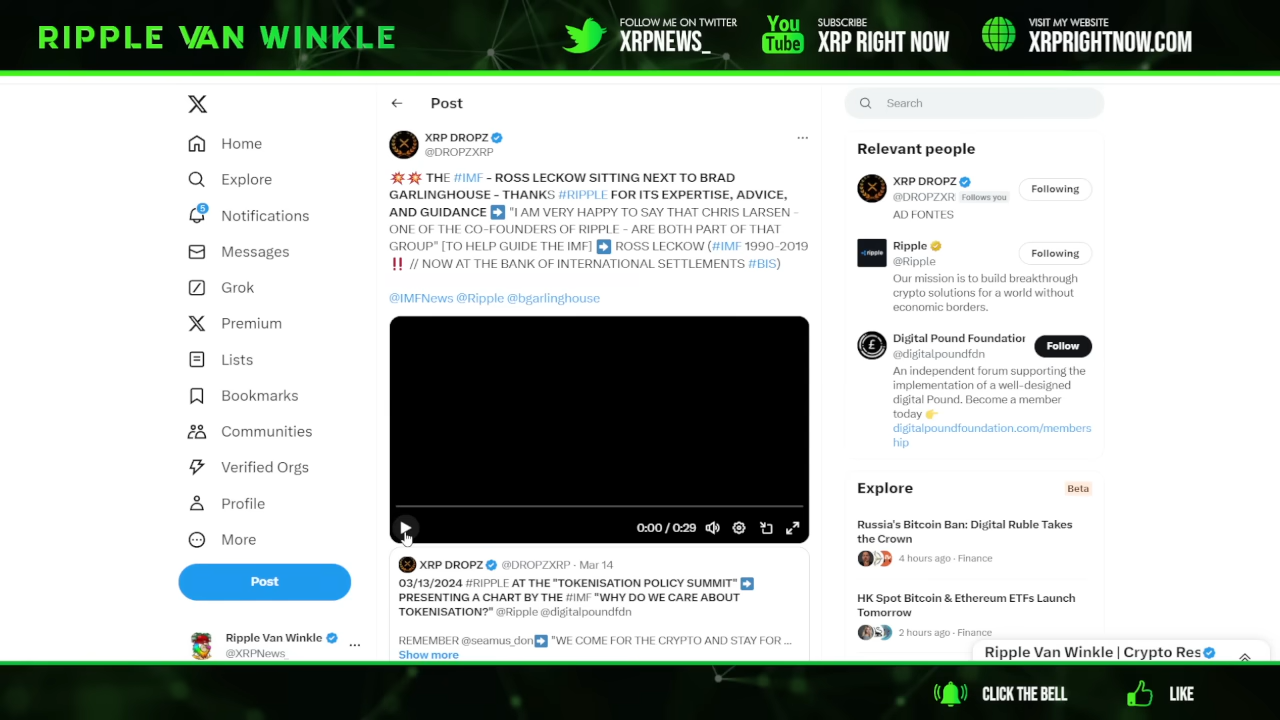 RIPPLE VAN WINKLE
FOLLOW ME ON TWITTER
XRPNEWS_
You
Tube
SUBSCRIBE
XRP RIGHT NOW
VISIT MY WEBSITE
XRPRIGHTNOW.COM
Home
Explore
5
Notifications
Messages
Grok
Premium
Lists
Bookmarks
Communities
Verified Orgs
Profile
More
Post
Ripple Van Winkle
@XRPNews_
Post
XRP DROPZ
@DROPZXRP
💥💥 THE #IMF - ROSS LECKOW SITTING NEXT TO BRAD
GARLINGHOUSE - THANKS #RIPPLE FOR ITS EXPERTISE, ADVICE,
AND GUIDANCE ➡️ "I AM VERY HAPPY TO SAY THAT CHRIS LARSEN -
ONE OF THE CO-FOUNDERS OF RIPPLE - ARE BOTH PART OF THAT
GROUP" [TO HELP GUIDE THE IMF] ➡️ ROSS LECKOW (#IMF 1990-2019
‼️ // NOW AT THE BANK OF INTERNATIONAL SETTLEMENTS #BIS)
@IMFNews @Ripple @bgarlinghouse
0:00 / 0:29
XRP DROPZ @DROPZXRP · Mar 14
03/13/2024 #RIPPLE AT THE "TOKENISATION POLICY SUMMIT" ➡️
PRESENTING A CHART BY THE #IMF "WHY DO WE CARE ABOUT
TOKENISATION?" @Ripple @digitalpoundfdn
REMEMBER @seamus_don➡️ "WE COME FOR THE CRYPTO AND STAY FOR ...
Show more
Search
Relevant people
XRP DROPZ
@DROPZXR Follows you
Following
AD FONTES
ripple
Ripple
@Ripple
Following
Our mission is to build breakthrough
crypto solutions for a world without
economic borders.
Digital Pound Foundation
@digitalpoundfdn
Follow
An independent forum supporting the
implementation of a well-designed
digital Pound. Become a member
today 👉
digitalpoundfoundation.com/members
hip
Explore
Beta
Russia's Bitcoin Ban: Digital Ruble Takes
the Crown
4 hours ago · Finance
HK Spot Bitcoin & Ethereum ETFs Launch
Tomorrow
2 hours ago · Finance
Ripple Van Winkle | Crypto Res
CLICK THE BELL
LIKE